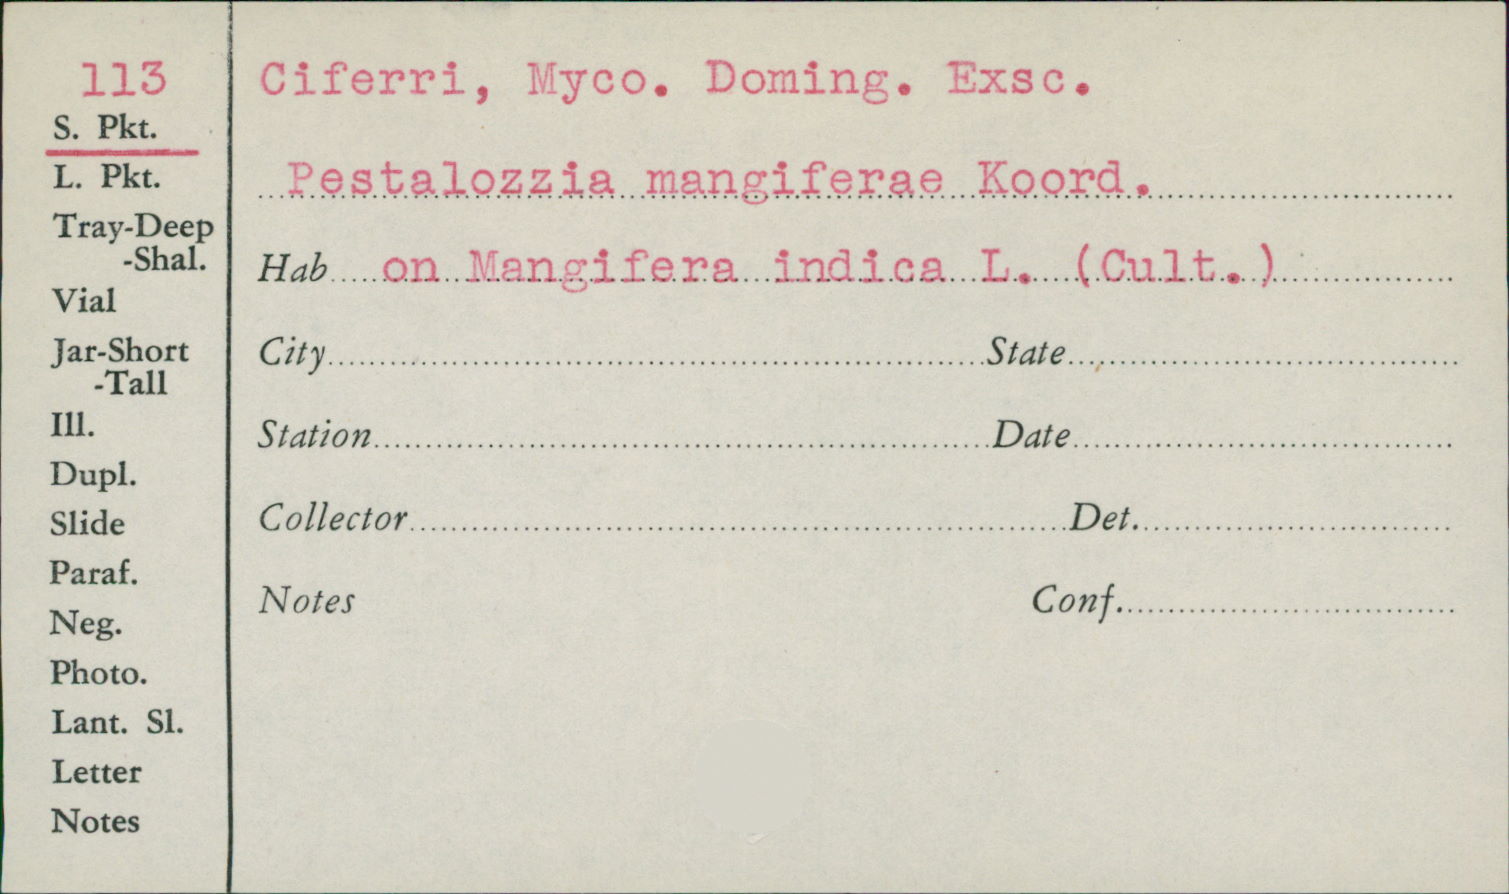 113
S. Pkt.
L. Pkt.
Tray-Deep
-Shal.
Vial
Jar-Short
-Tall
Ill.
Dupl.
Slide
Paraf.
Neg.
Photo.
Lant. Sl.
Letter
Notes
Ciferri, Myco. Doming. Exsc.
Pestalozzia mangiferae Koord.
Hab on Mangifera indica L. (Cult.)
City State
Station Date
Collector Det.
Notes Conf.